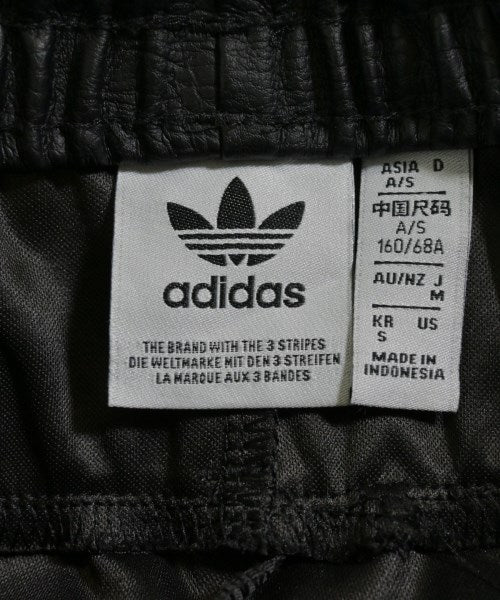 adidas
THE BRAND WITH THE 3 STRIPES
DIE WELTMARKE MIT DEN 3 STREIFEN
LA MARQUE AUX 3 BANDES
ASIA D
A/S
中国尺码
A/S
160/68A
AU/NZ J
M
KR US
S
MADE IN
INDONESIA